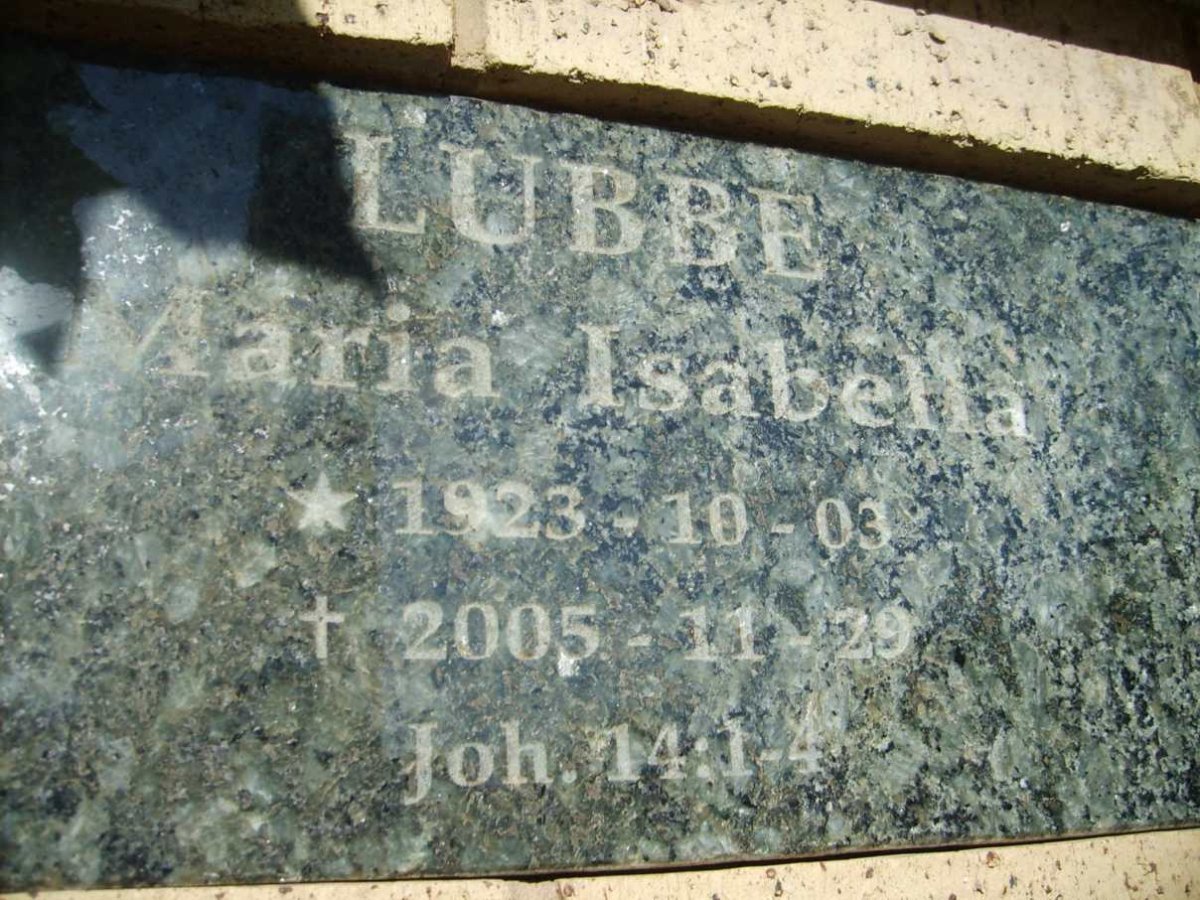 LUBBE
Maria Isabella
★ 1923 - 10 - 03
✝ 2005 - 11 - 29
Joh. 14:1-4